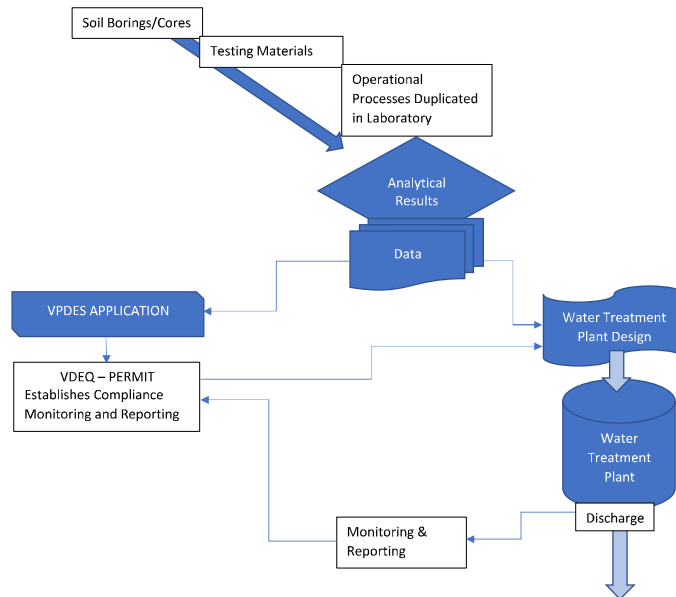 Soil Borings/Cores
Testing Materials
Operational
Processes Duplicated
in Laboratory
Analytical
Results
Data
VPDES APPLICATION
Water Treatment
Plant Design
VDEQ – PERMIT
Establishes Compliance
Monitoring and Reporting
Water
Treatment
Plant
Discharge
Monitoring &
Reporting